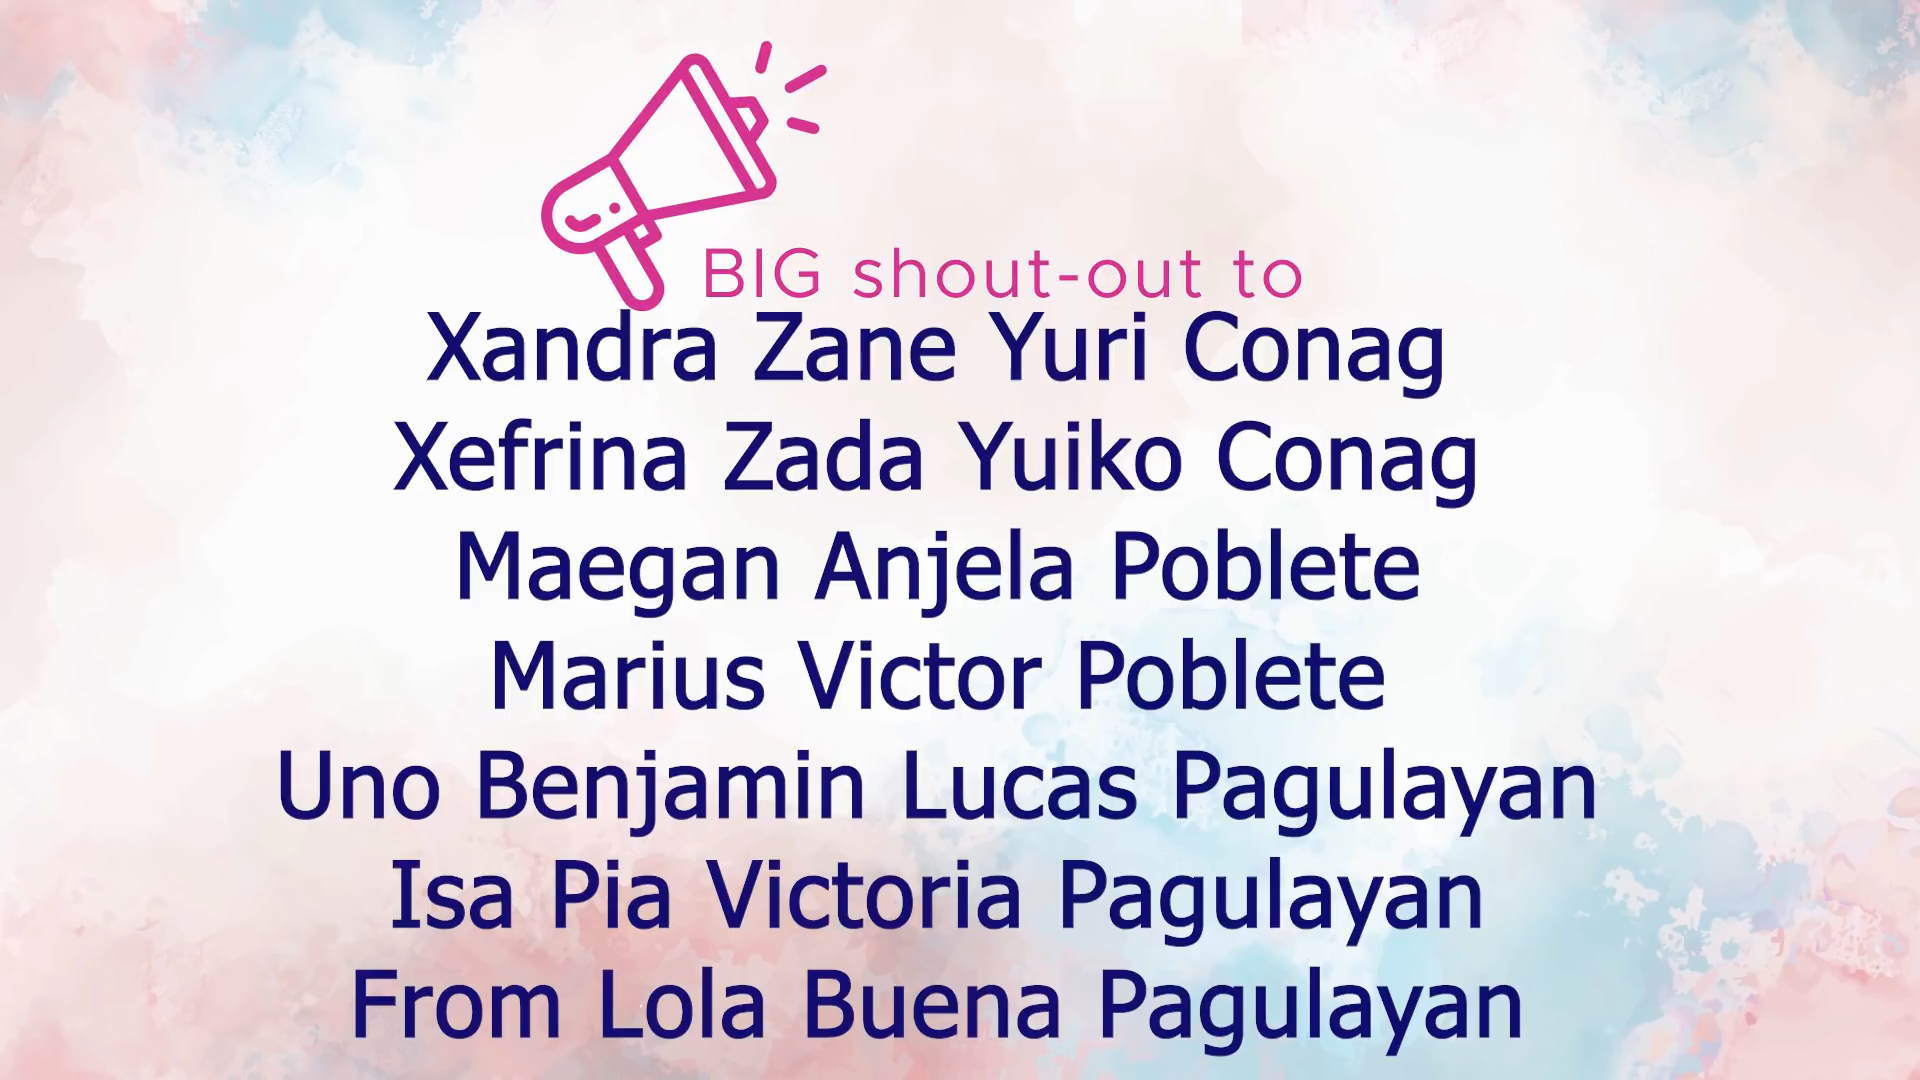 BIG shout-out to
Xandra Zane Yuri Conag
Xefrina Zada Yuiko Conag
Maegan Anjela Poblete
Marius Victor Poblete
Uno Benjamin Lucas Pagulayan
Isa Pia Victoria Pagulayan
From Lola Buena Pagulayan